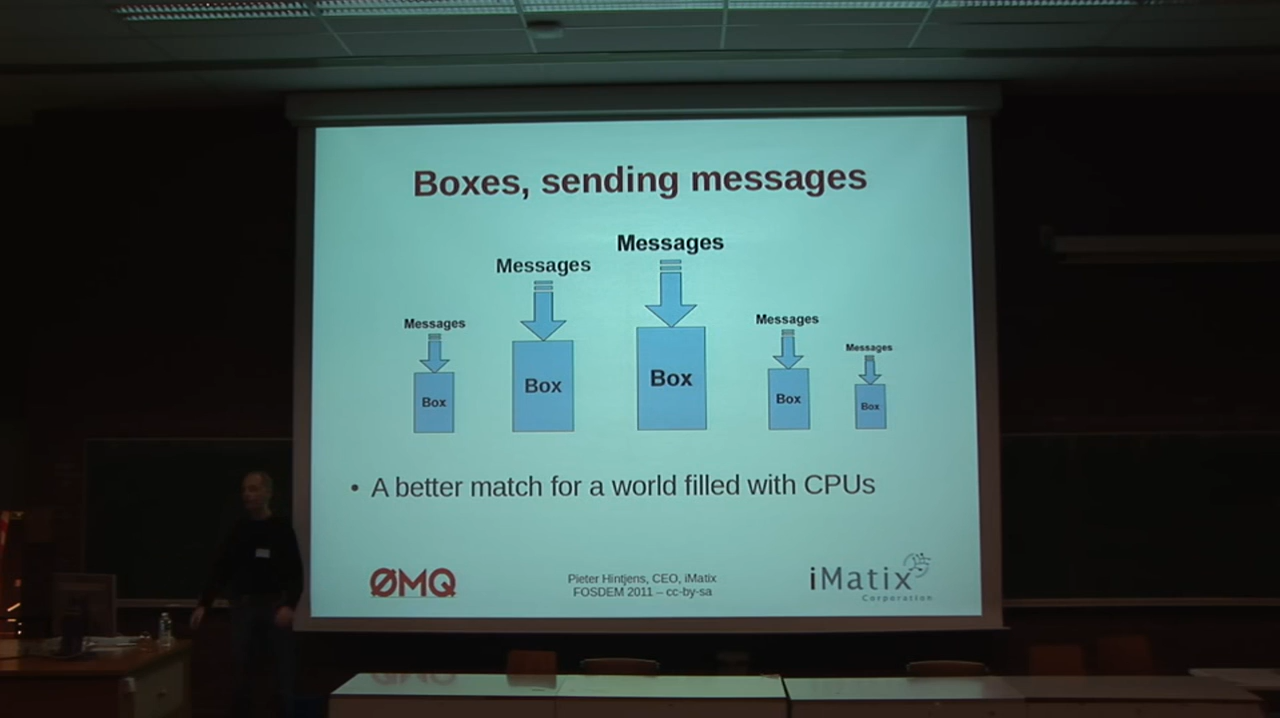 Boxes, sending messages
Messages
Messages
Messages
Messages
Messages
Box
Box
Box
Box
Box
• A better match for a world filled with CPUs
ØMQ
Pieter Hintjens, CEO, iMatix
FOSDEM 2011 – cc-by-sa
iMatix
Corporation